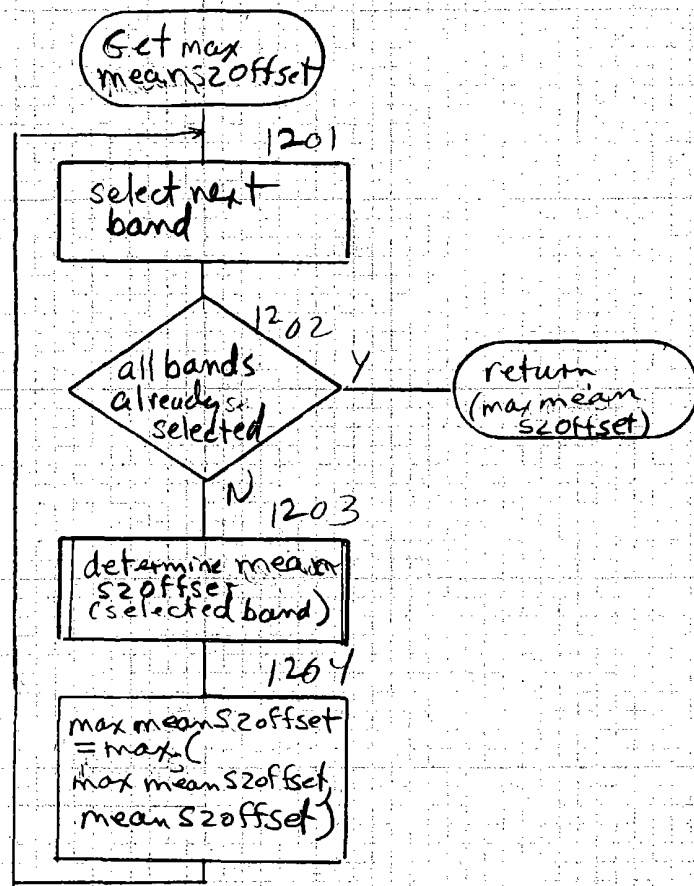 Get max
meanS2Offset
1201
select next
band
1202
all bands
already
selected
Y
return
(max mean
S2Offset)
N
1203
determine mean
S2Offset
(selected band)
1204
max meanS2Offset
= max(
max meanS2Offset,
meanS2Offset)